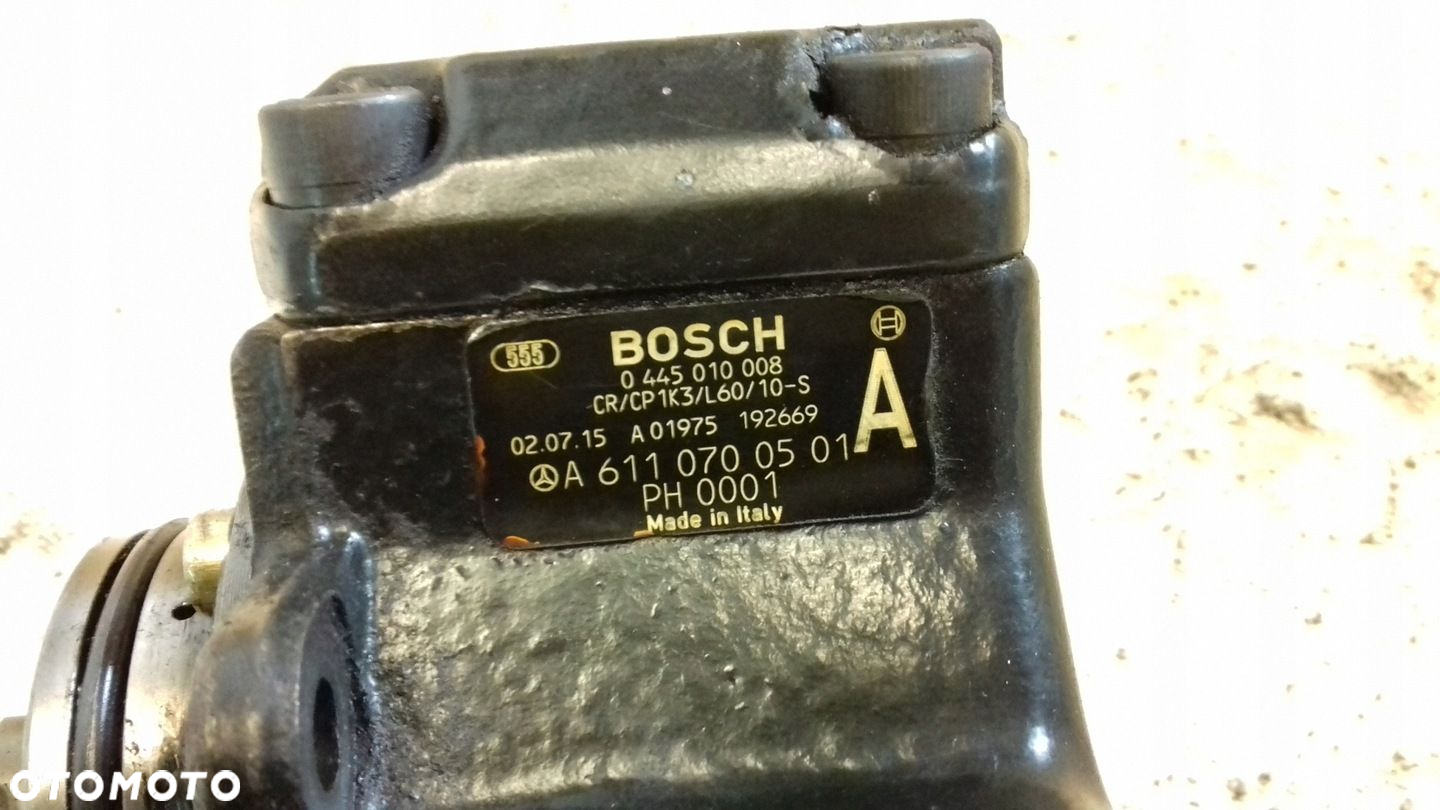 555 BOSCH
0 445 010 008
CR/CP1K3/L60/10-S
A
02.07.15 A 01975 192669
A 611 070 05 01
PH 0001
Made in Italy
OTOMOTO